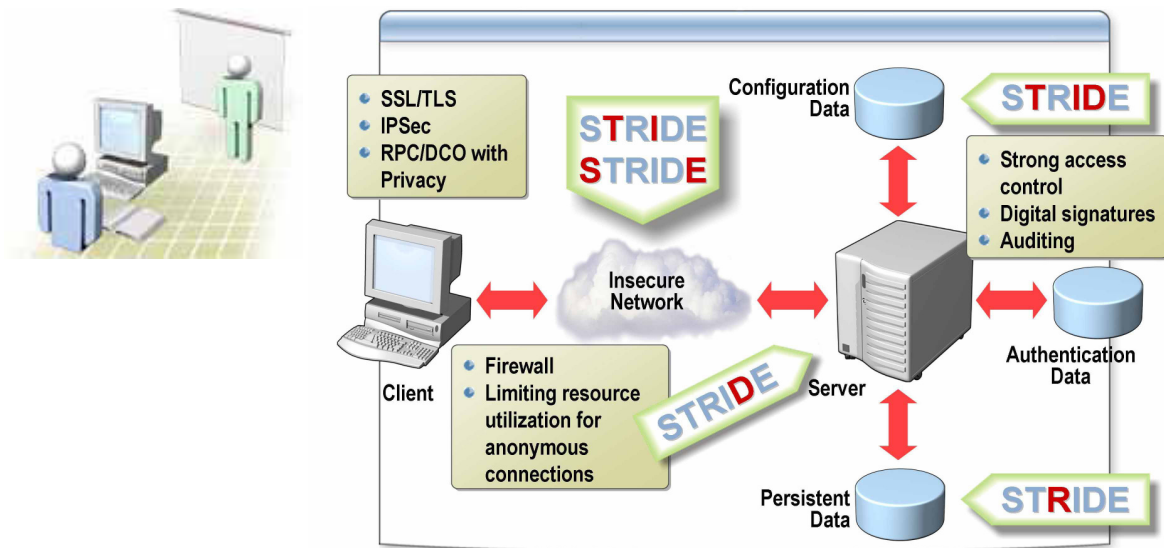 SSL/TLS
IPSec
RPC/DCO with
Privacy
STRIDE
STRIDE
Configuration
Data
STRIDE
Strong access
control
Digital signatures
Auditing
Insecure
Network
Client
Firewall
Limiting resource
utilization for
anonymous
connections
STRIDE
Server
Authentication
Data
Persistent
Data
STRIDE